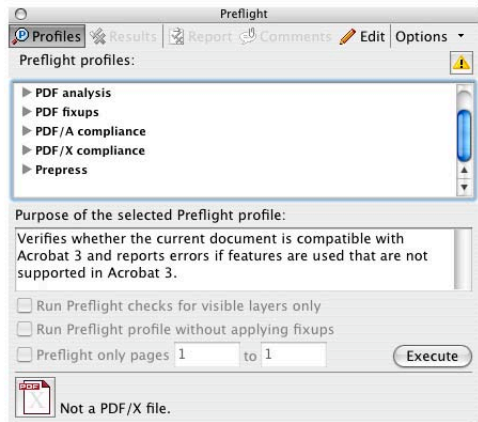 Preflight
Profiles Results Report Comments Edit Options
Preflight profiles:
PDF analysis
PDF fixups
PDF/A compliance
PDF/X compliance
Prepress
Purpose of the selected Preflight profile:
Verifies whether the current document is compatible with
Acrobat 3 and reports errors if features are used that are not
supported in Acrobat 3.
Run Preflight checks for visible layers only
Run Preflight profile without applying fixups
Preflight only pages 1 to 1 Execute
PDF
X
Not a PDF/X file.